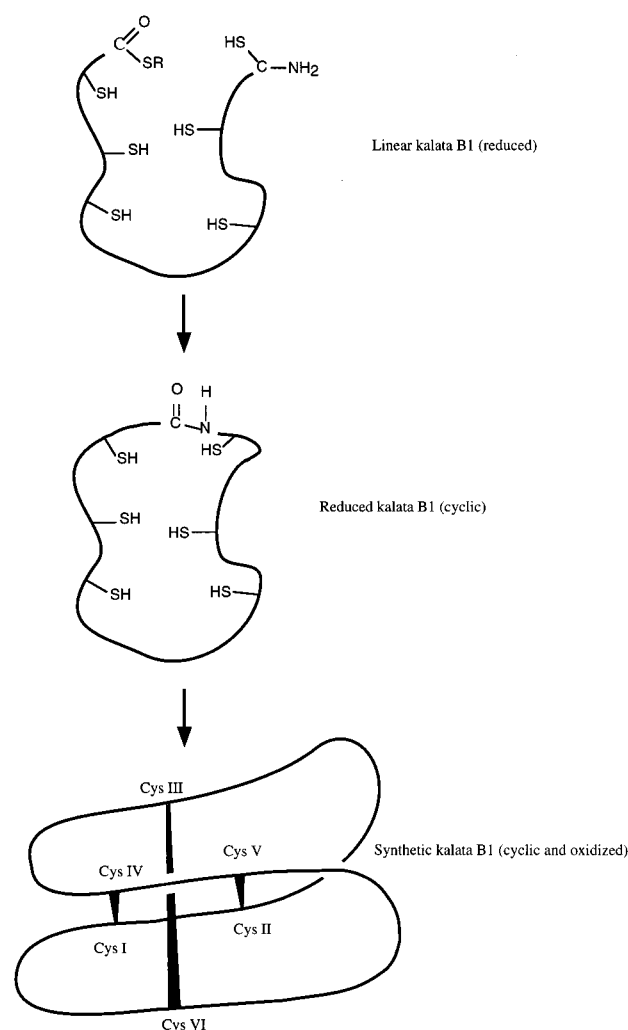 O
C
SR
SH
SH
SH
HS
C—NH2
HS
HS
Linear kalata B1 (reduced)
O H
C N
SH
HS
SH
HS
SH
HS
Reduced kalata B1 (cyclic)
Cys III
Cys IV
Cys V
Synthetic kalata B1 (cyclic and oxidized)
Cys I
Cys II
Cys VI